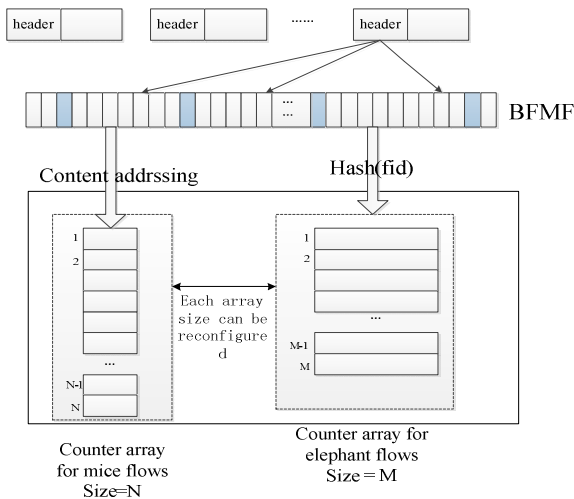 header
header
......
header
...
...
BFMF
Content addrssing
Hash(fid)
1
2
...
N-1
N
Each array
size can be
reconfigure
d
1
2
...
M-1
M
Counter array
for mice flows
Size=N
Counter array for
elephant flows
Size = M